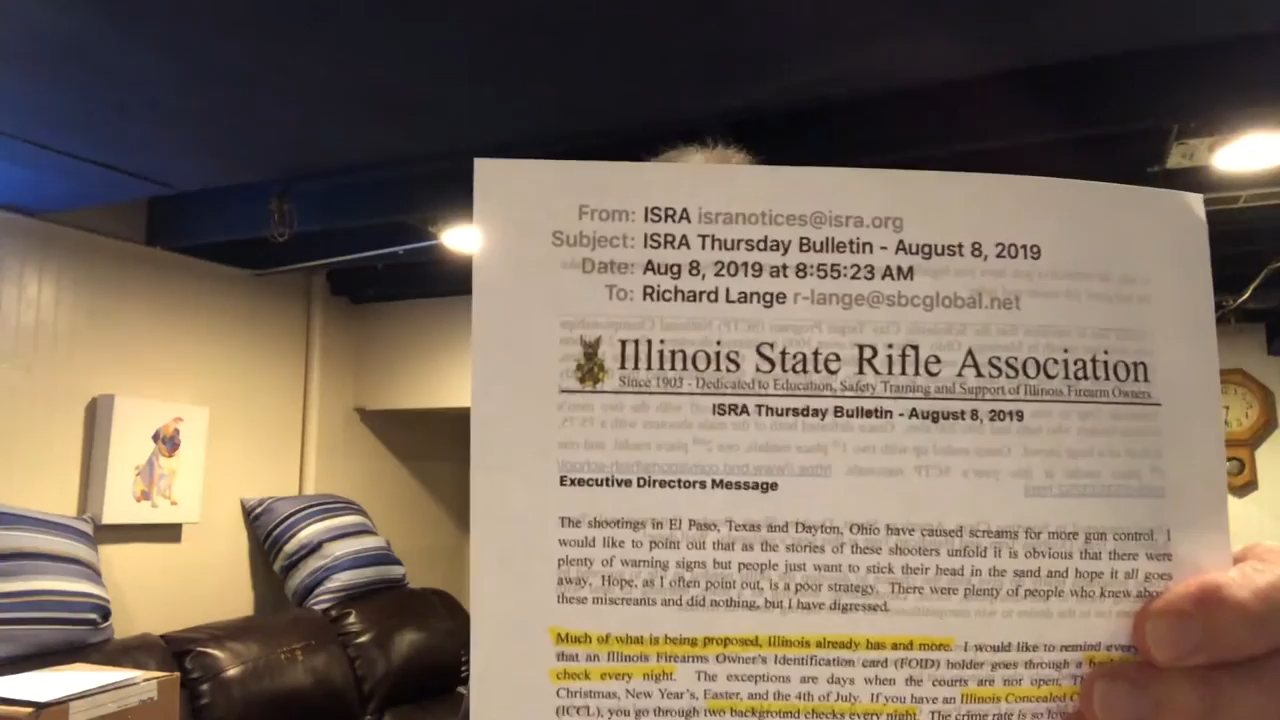 From: ISRA isranotices@isra.org
Subject: ISRA Thursday Bulletin - August 8, 2019
Date: Aug 8, 2019 at 8:55:23 AM
To: Richard Lange r-lange@sbcglobal.net
Illinois State Rifle Association
Since 1903 - Dedicated to Education, Safety Training and Support of Illinois Firearm Owners
ISRA Thursday Bulletin - August 8, 2019
Executive Directors Message
The shootings in El Paso, Texas and Dayton, Ohio have caused screams for more gun control. I
would like to point out that as the stories of these shooters unfold it is obvious that there were
plenty of warning signs but people just want to stick their head in the sand and hope it all goes
away. Hope, as I often point out, is a poor strategy. There were plenty of people who knew abo
these miscreants and did nothing, but I have digressed.
Much of what is being proposed, Illinois already has and more. I would like to remind every
that an Illinois Firearms Owner's Identification card (FOID) holder goes through a
check every night. The exceptions are days when the courts are not open. Th
Christmas, New Year's, Easter, and the 4th of July. If you have an Illinois Concealed C
(ICCL), you go through two background checks every night. The crime rate is so low